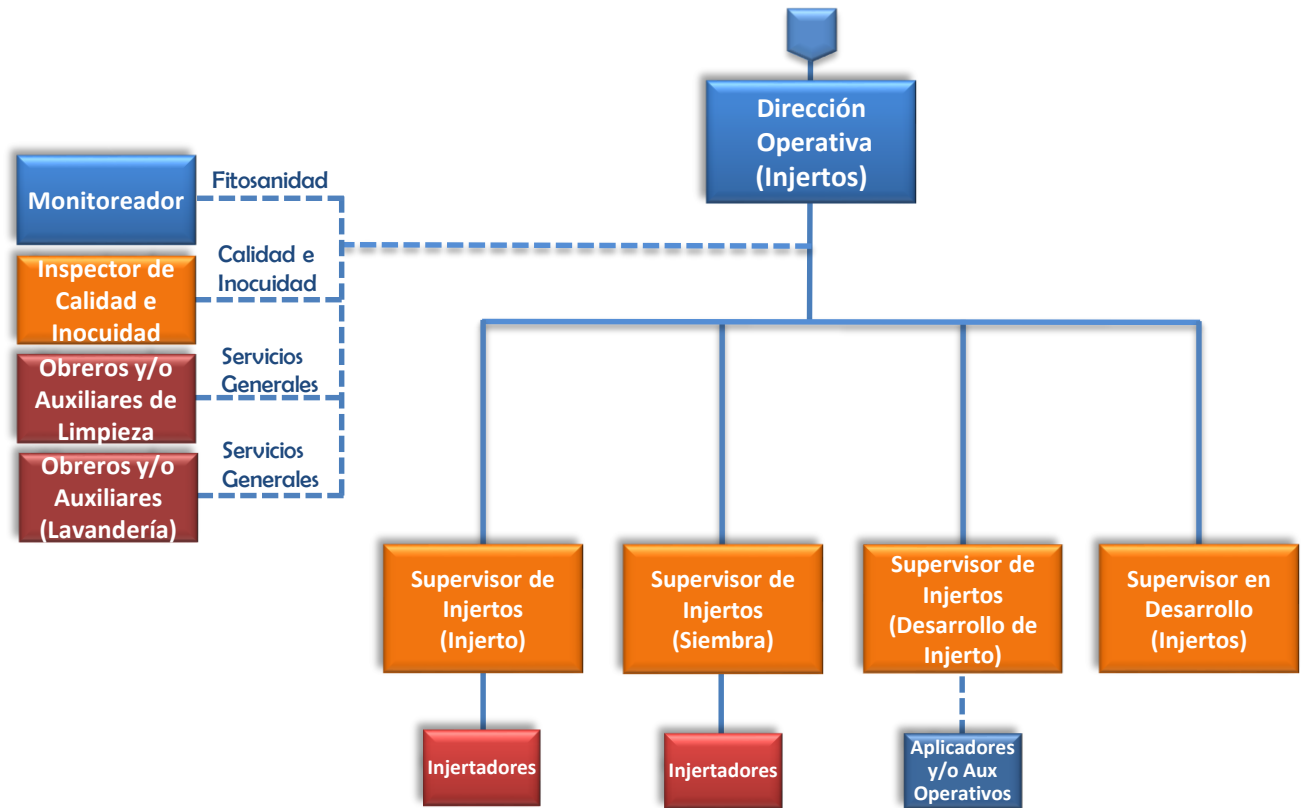 Dirección
Operativa
(Injertos)
Monitoreador
Fitosanidad
Inspector de
Calidad e
Inocuidad
Calidad e
Inocuidad
Obreros y/o
Auxiliares de
Limpieza
Servicios
Generales
Obreros y/o
Auxiliares
(Lavandería)
Servicios
Generales
Supervisor de
Injertos
(Injerto)
Supervisor de
Injertos
(Siembra)
Supervisor de
Injertos
(Desarrollo de
Injerto)
Supervisor en
Desarrollo
(Injertos)
Injertadores
Injertadores
Aplicadores
y/o Aux
Operativos